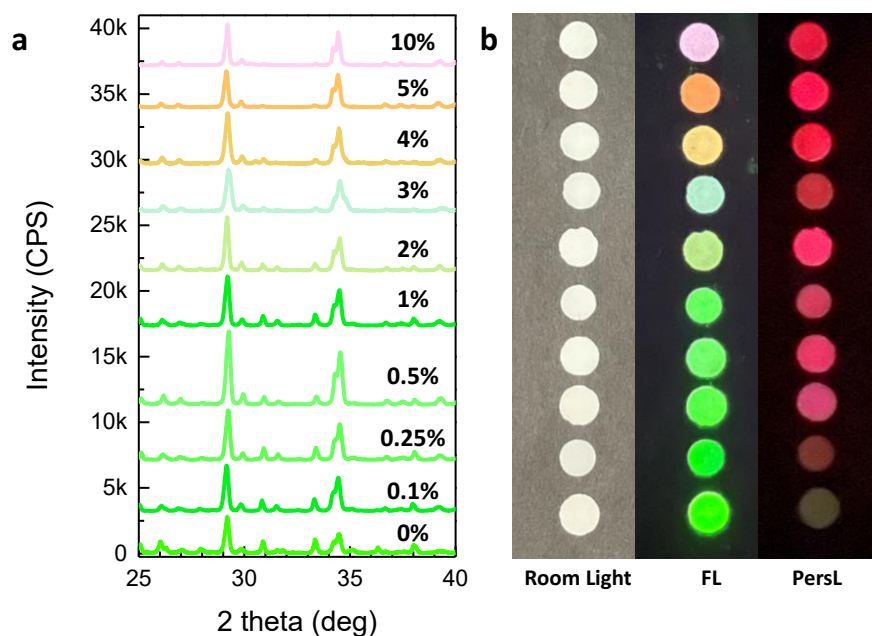 a
b
Intensity (CPS)
40k
35k
30k
25k
20k
15k
10k
5k
0
10%
5%
4%
3%
2%
1%
0.5%
0.25%
0.1%
0%
25
30
35
40
2 theta (deg)
Room Light
FL
PersL